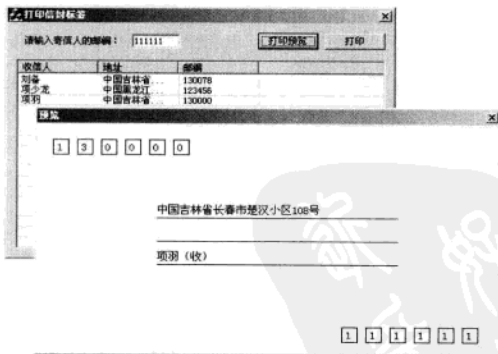 打印信封标签
请输入寄信人的邮编： 111111 打印预览 打印
收信人 地址 邮编
刘备 中国吉林省... 130078
项少龙 中国黑龙江... 123456
项羽 中国吉林省... 130000
预览
1 3 0 0 0 0
中国吉林省长春市楚汉小区108号
项羽（收）
1 1 1 1 1 1